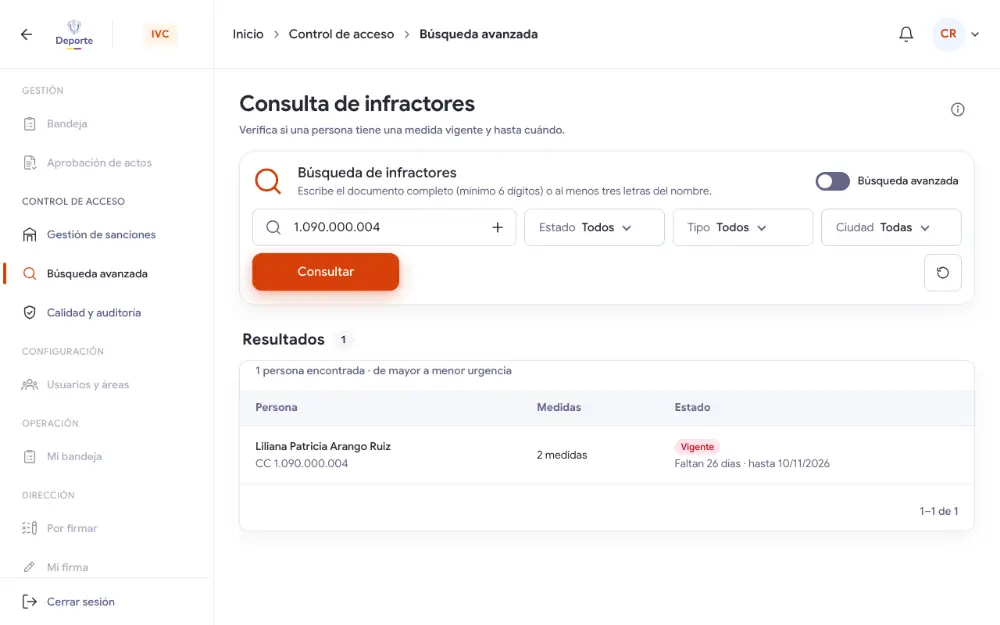 Deporte
IVC
Inicio > Control de acceso > Búsqueda avanzada
CR
GESTIÓN
Bandeja
Aprobación de actos
CONTROL DE ACCESO
Gestión de sanciones
Búsqueda avanzada
Calidad y auditoría
CONFIGURACIÓN
Usuarios y áreas
OPERACIÓN
Mi bandeja
DIRECCIÓN
Por firmar
Mi firma
Cerrar sesión
Consulta de infractores
Verifica si una persona tiene una medida vigente y hasta cuándo.
Búsqueda de infractores
Escribe el documento completo (mínimo 6 dígitos) o al menos tres letras del nombre.
Búsqueda avanzada
1.090.000.004
Estado Todos
Tipo Todos
Ciudad Todas
Consultar
Resultados 1
1 persona encontrada · de mayor a menor urgencia
Persona Medidas Estado
Liliana Patricia Arango Ruiz
CC 1.090.000.004
2 medidas
Vigente
Faltan 26 días · hasta 10/11/2026
1–1 de 1